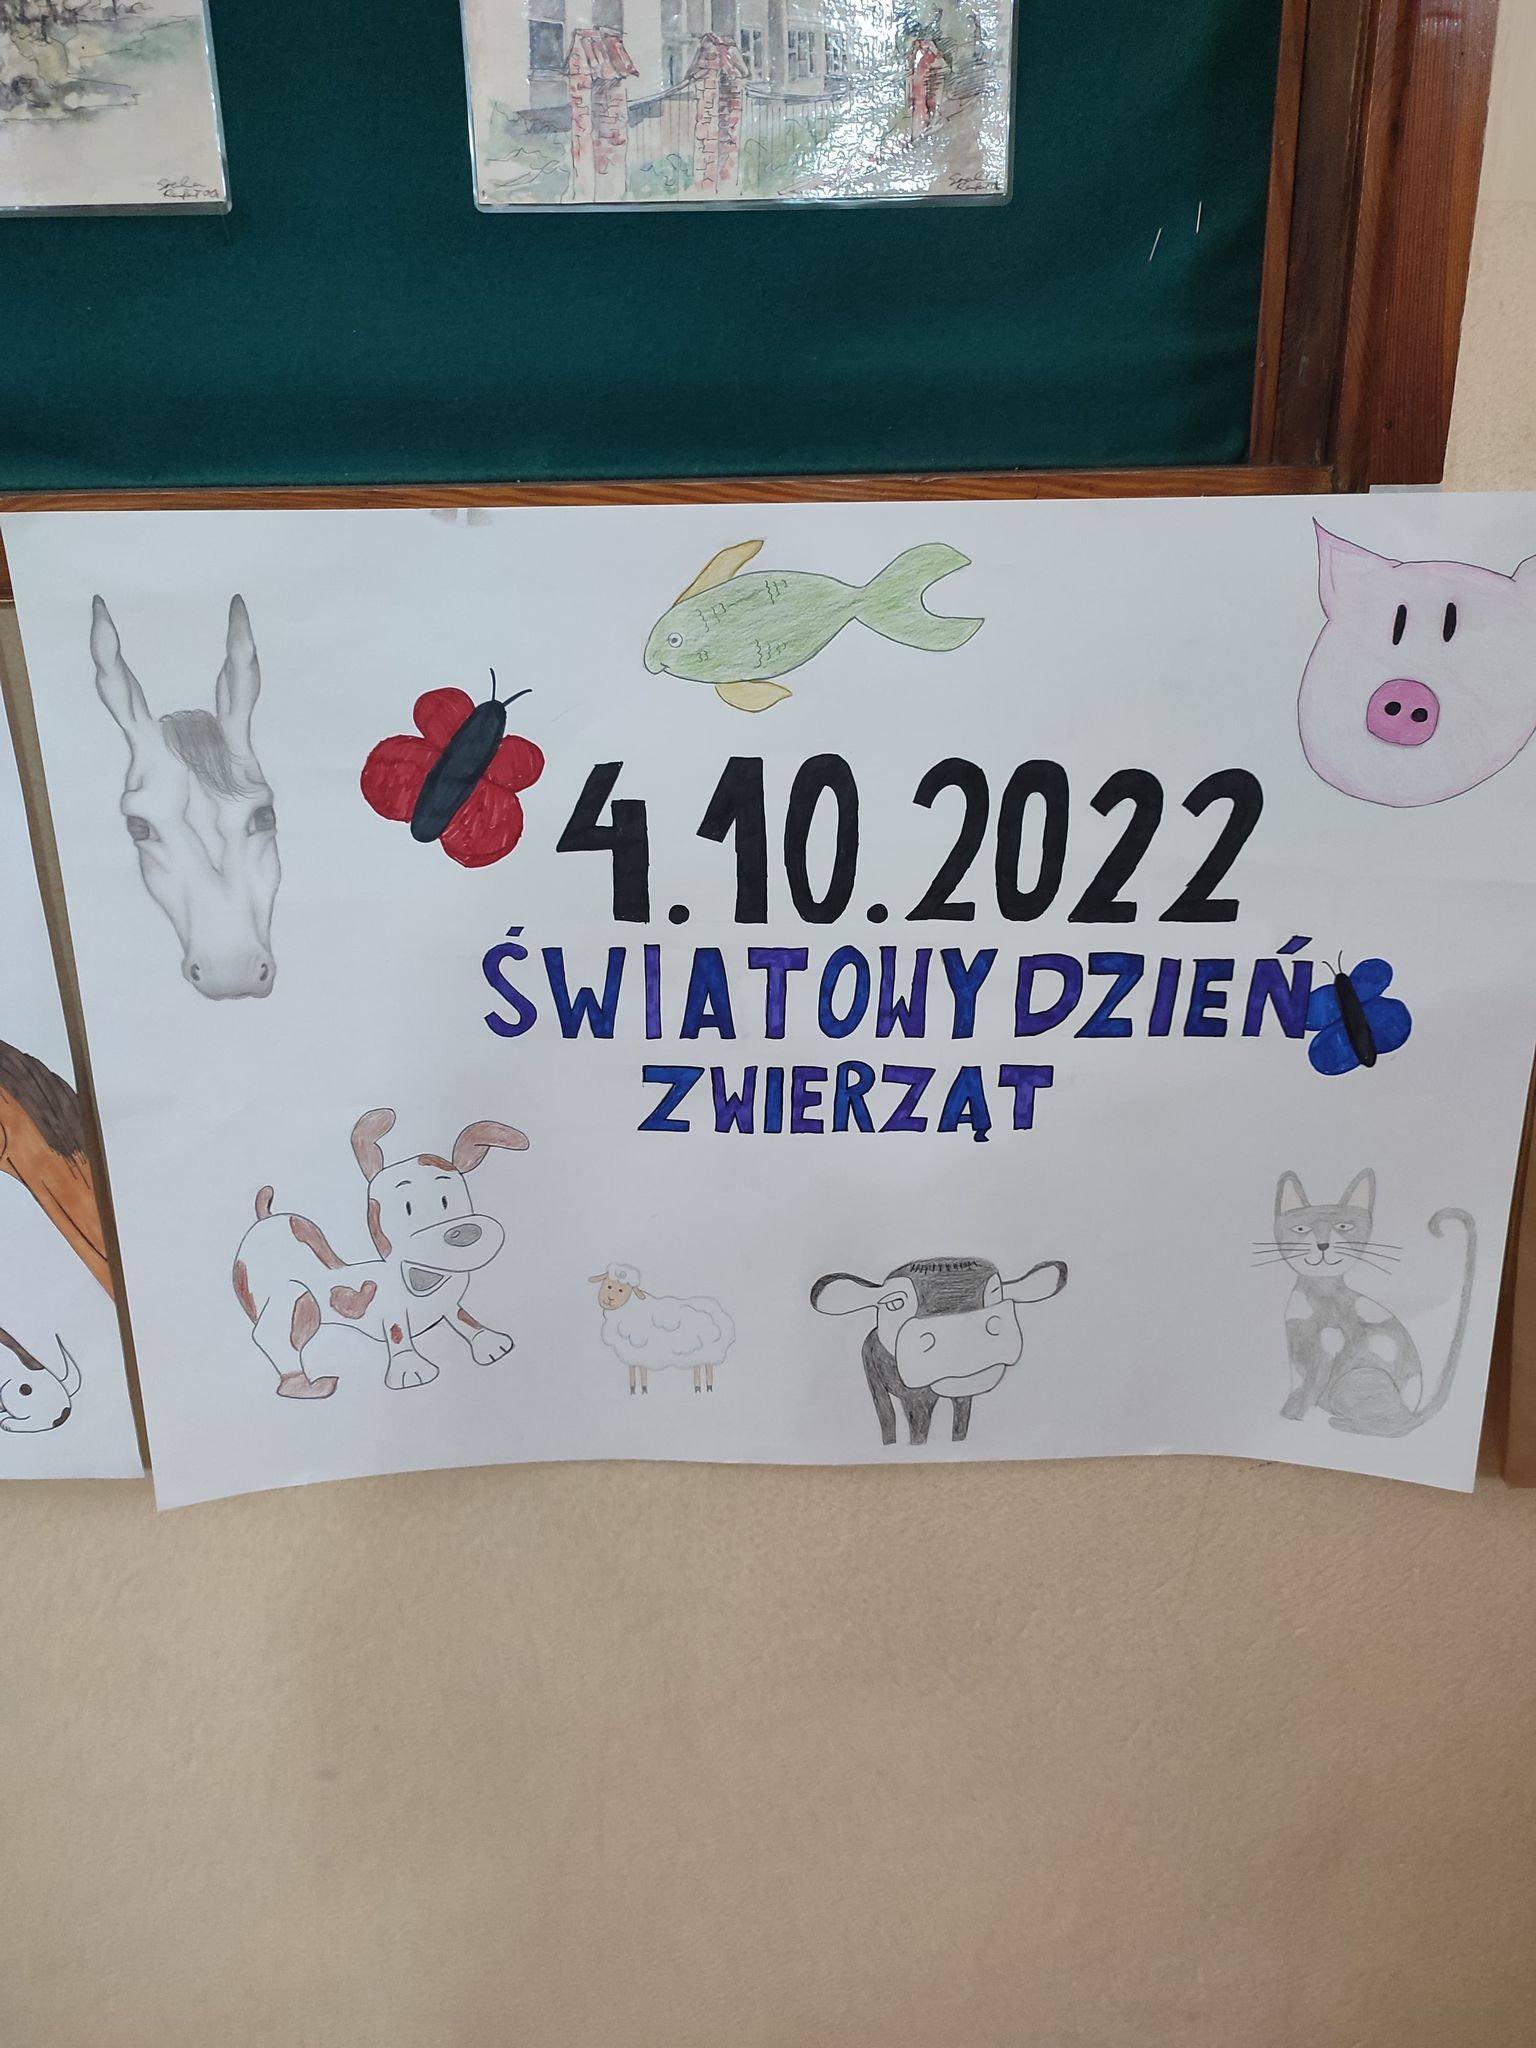 4.10.2022
ŚWIATOWY DZIEŃ
ZWIERZĄT